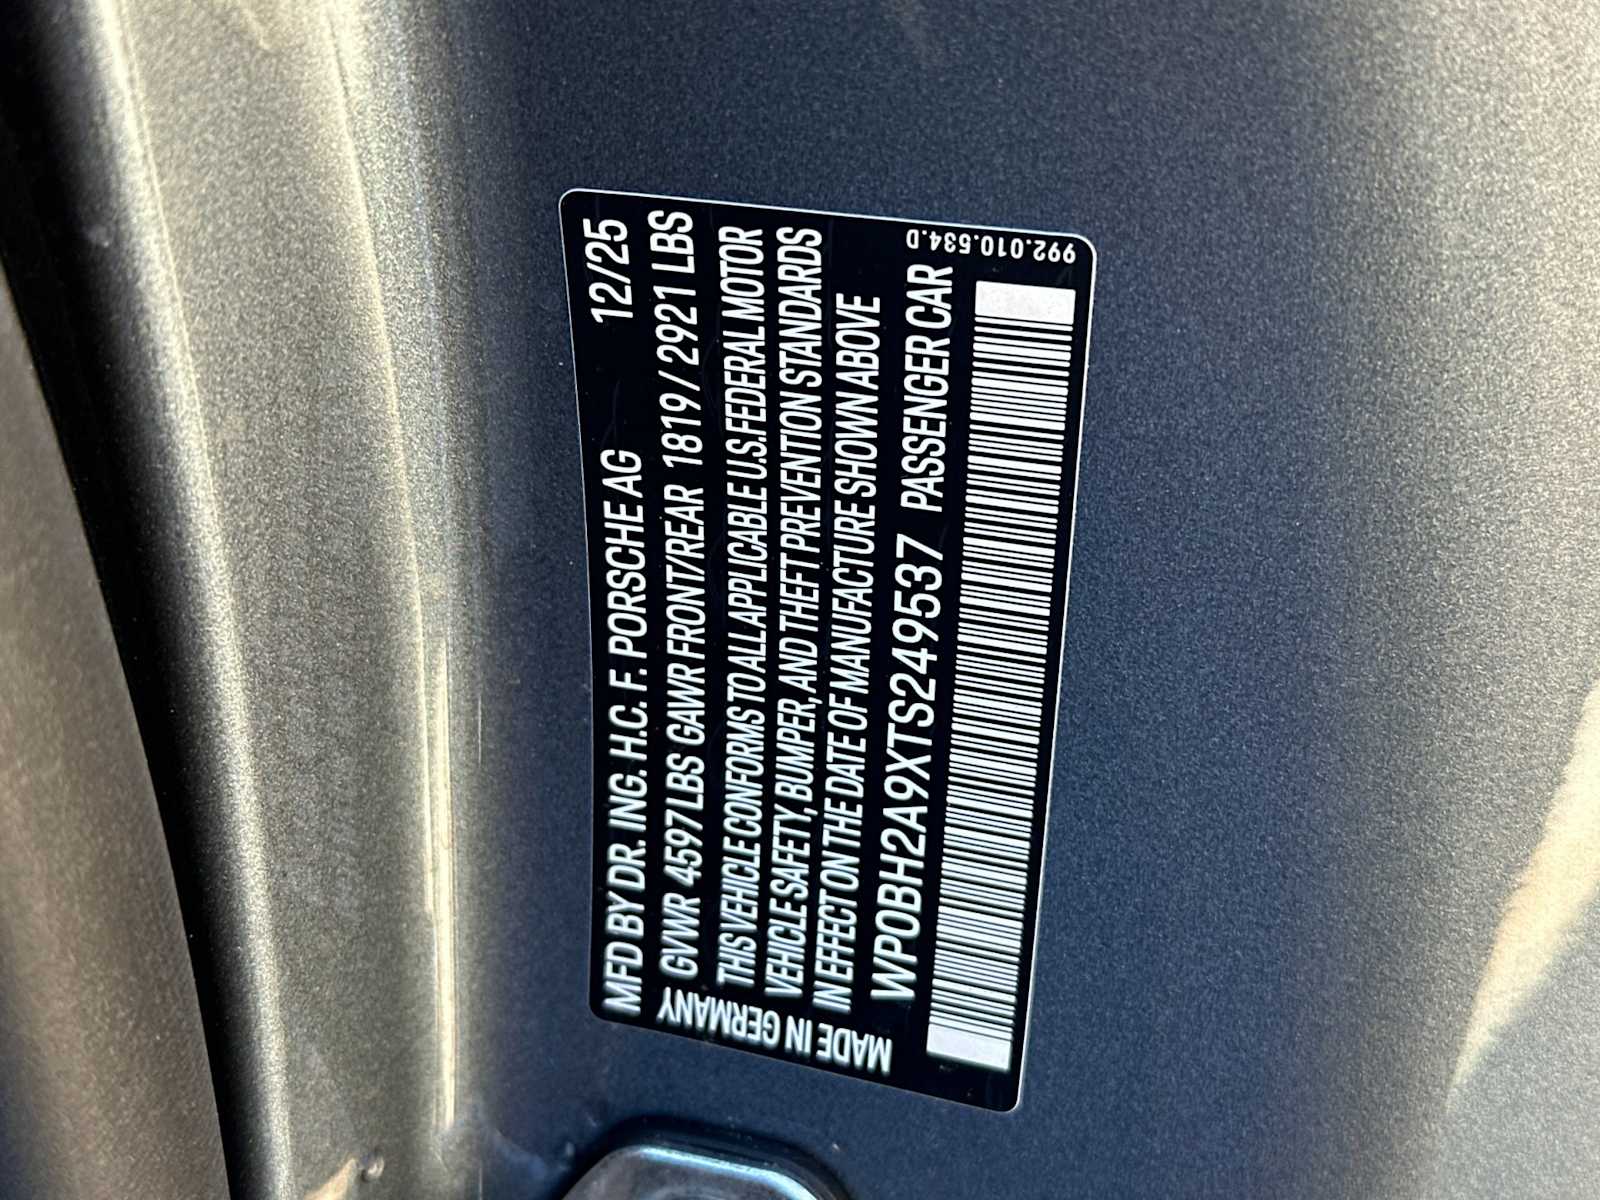 MFD BY DR. ING. H.C. F. PORSCHE AG 12/25
GVWR 4597 LBS GAWR FRONT/REAR 1819 / 2921 LBS
THIS VEHICLE CONFORMS TO ALL APPLICABLE U.S. FEDERAL MOTOR
VEHICLE SAFETY, BUMPER, AND THEFT PREVENTION STANDARDS
IN EFFECT ON THE DATE OF MANUFACTURE SHOWN ABOVE
WP0BH2A9XTS249537 PASSENGER CAR
MADE IN GERMANY
992.010.534.D